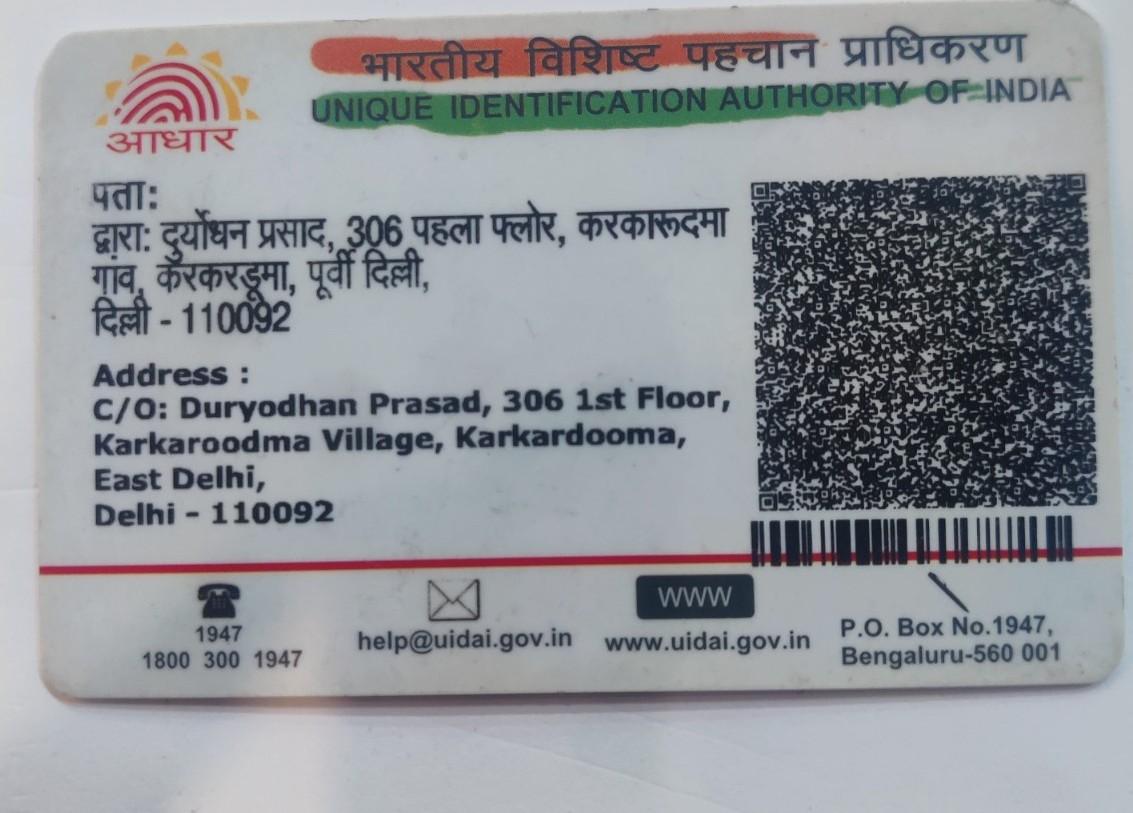 भारतीय विशिष्ट पहचान प्राधिकरण
UNIQUE IDENTIFICATION AUTHORITY OF INDIA
आधार
पता:
द्वारा: दुर्योधन प्रसाद, 306 पहला फ्लोर, करकारूदमा
गांव, करकरडूमा, पूर्वी दिल्ली,
दिल्ली - 110092
Address :
C/O: Duryodhan Prasad, 306 1st Floor,
Karkaroodma Village, Karkardooma,
East Delhi,
Delhi - 110092
1947
1800 300 1947
help@uidai.gov.in
www
www.uidai.gov.in
P.O. Box No.1947,
Bengaluru-560 001